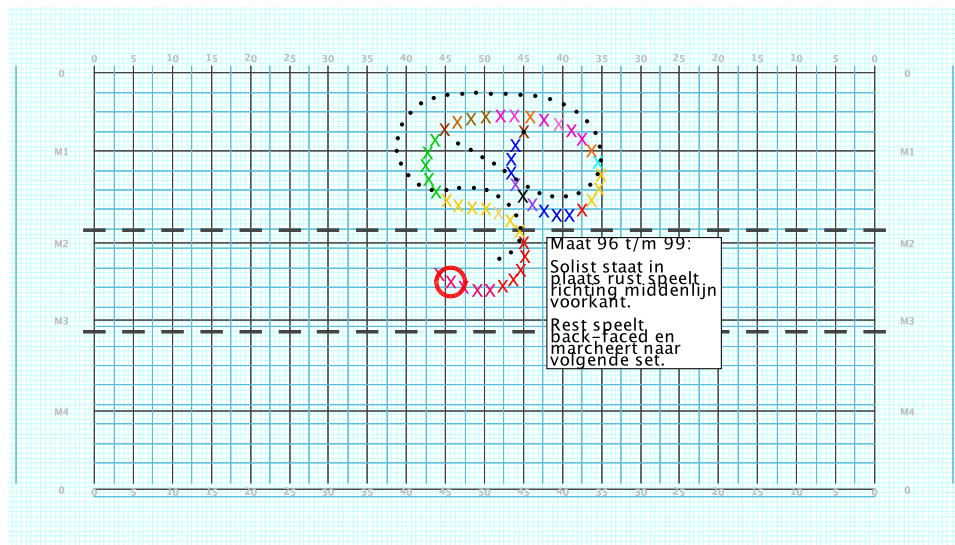 0 5 10 15 20 25 30 35 40 45 50 45 40 35 30 25 20 15 10 5 0
0 0
M1 M1
M2 M2
Maat 96 t/m 99:
Solist staat in
plaats rust speelt
richting middenlijn
voorkant.
M3 M3
Rest speelt
back-faced en
marcheert naar
volgende set.
M4 M4
0 0
0 5 10 15 20 25 30 35 40 45 50 45 40 35 30 25 20 15 10 5 0